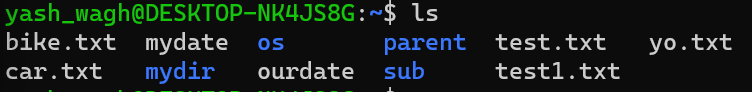 yash_wagh@DESKTOP-NK4JS8G:~$ ls
bike.txt mydate os parent test.txt yo.txt
car.txt mydir ourdate sub test1.txt